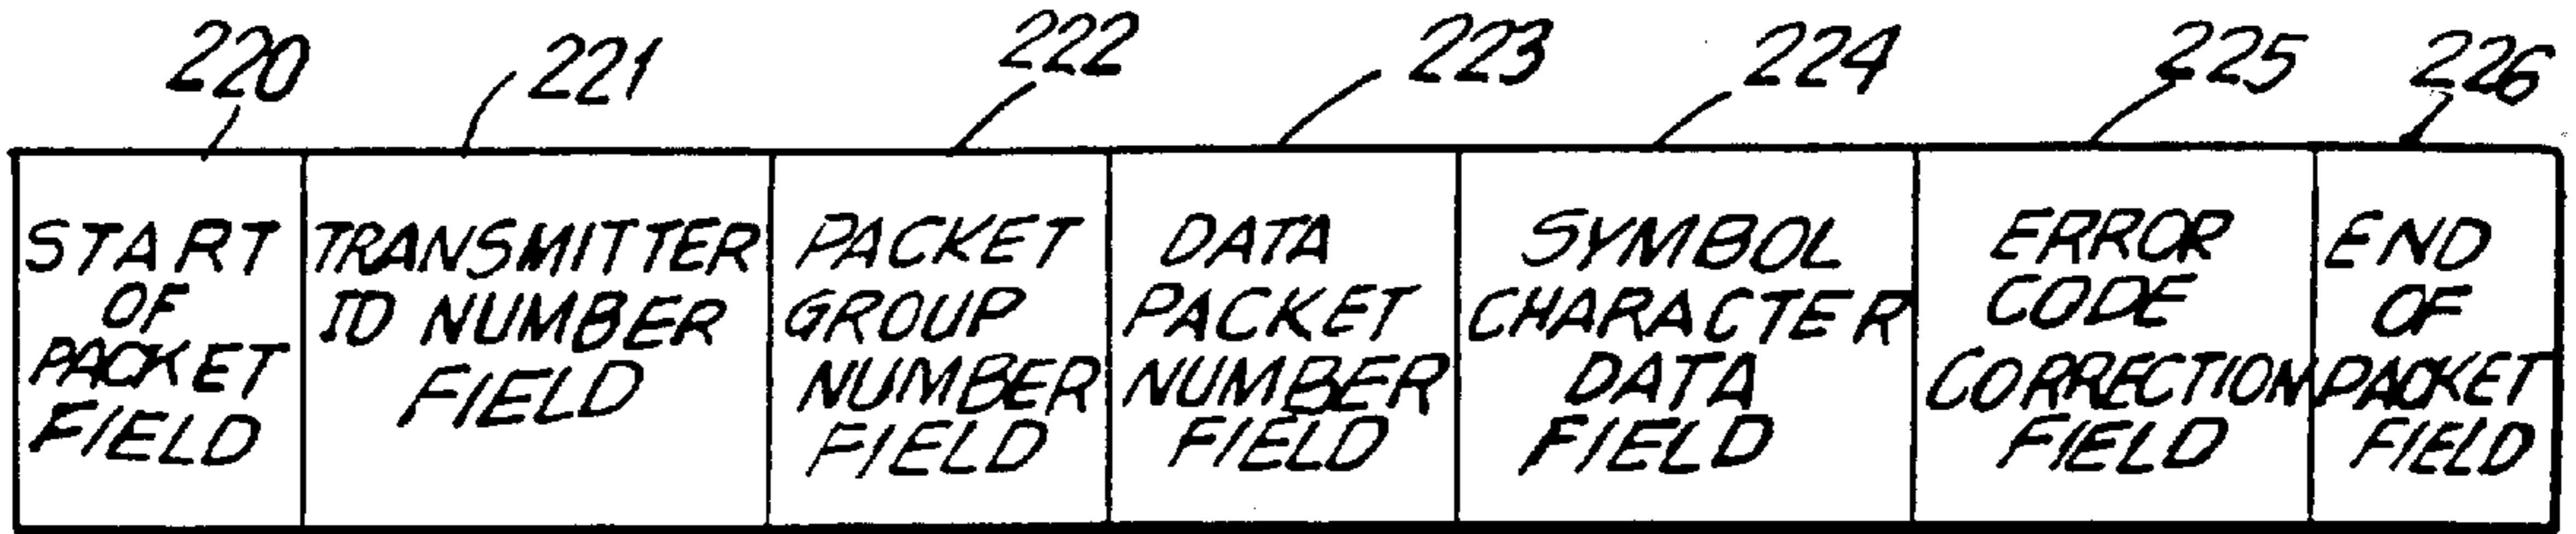 220 221 222 223 224 225 226
START
OF
PACKET
FIELD
TRANSMITTER
ID NUMBER
FIELD
PACKET
GROUP
NUMBER
FIELD
DATA
PACKET
NUMBER
FIELD
SYMBOL
CHARACTER
DATA
FIELD
ERROR
CODE
CORRECTION
FIELD
END
OF
PACKET
FIELD